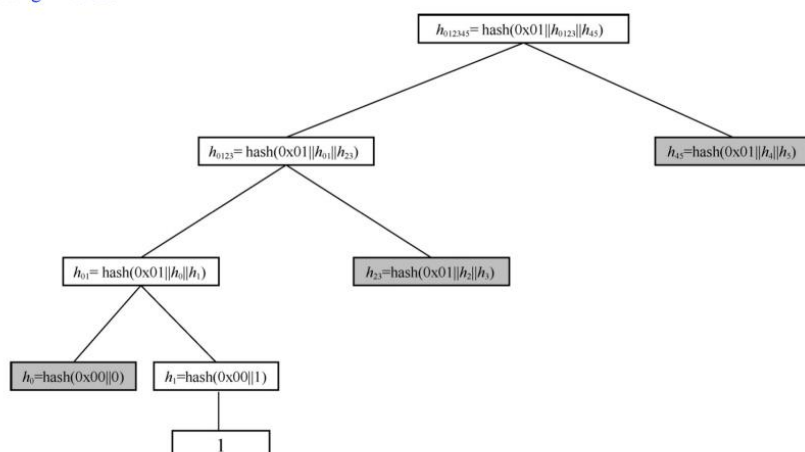 h₀₁₂₃₄₅= hash(0x01||h₀₁₂₃||h₄₅)
h₀₁₂₃= hash(0x01||h₀₁||h₂₃)
h₄₅=hash(0x01||h₄||h₅)
h₀₁= hash(0x01||h₀||h₁)
h₂₃=hash(0x01||h₂||h₃)
h₀=hash(0x00||0)
h₁=hash(0x00||1)
1